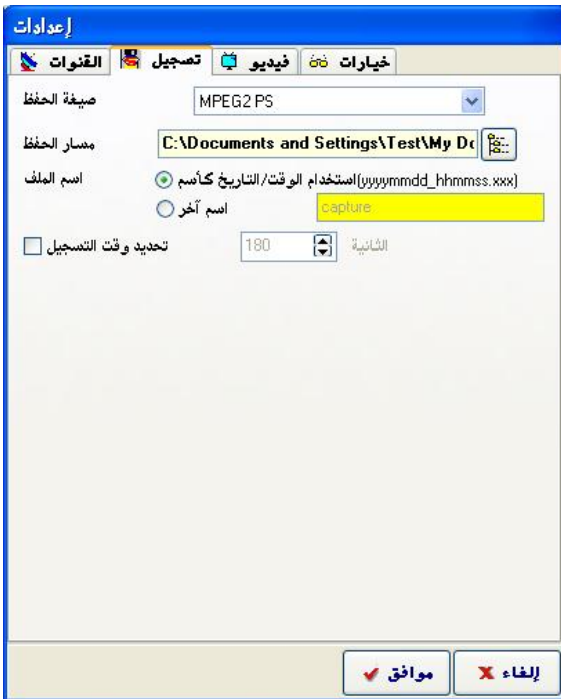 إعدادات
القنوات تسجيل فيديو خيارات
صيغة الحفظ MPEG2 PS
مسار الحفظ C:\Documents and Settings\Test\My Do
اسم الملف استخدام الوقت/التاريخ كأسم(yyyymmdd_hhmmss.xxx)
اسم آخر capture
تحديد وقت التسجيل 180 الثانية
موافق إلغاء